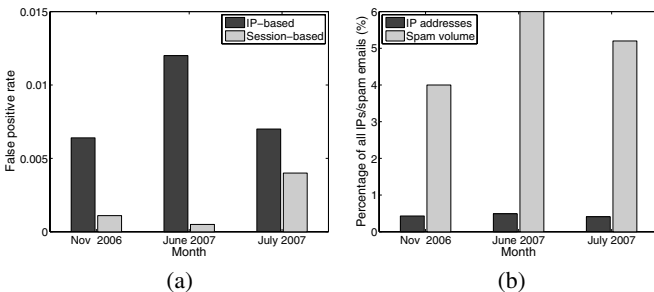 0.015
0.01
0.005
0
False positive rate
IP-based
Session-based
Nov 2006
June 2007
July 2007
Month
(a)
6
5
4
3
2
1
0
Percentage of all IPs/spam emails (%)
IP addresses
Spam volume
Nov 2006
June 2007
July 2007
Month
(b)